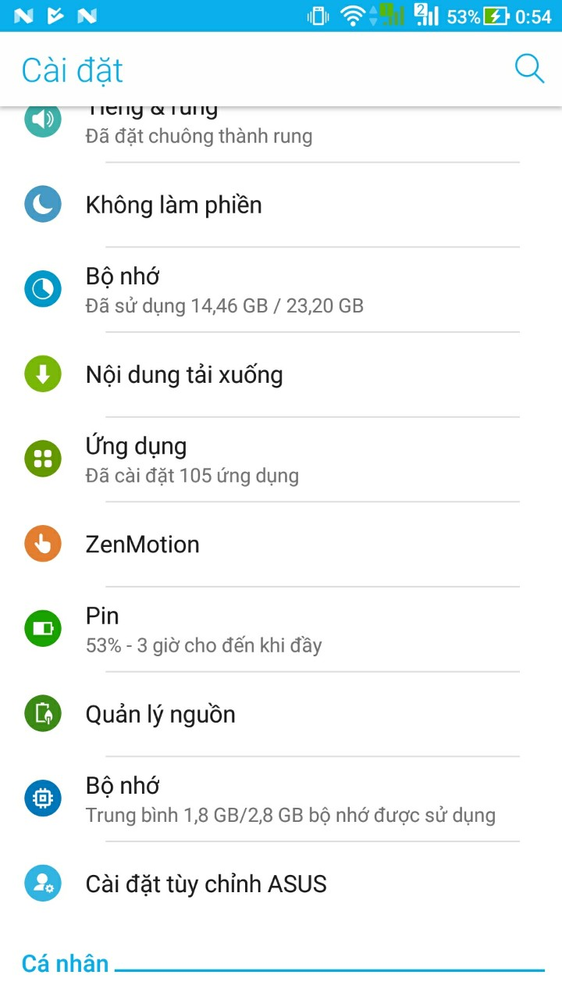 2
53%
0:54
Cài đặt
Tiếng & rung
Đã đặt chuông thành rung
Không làm phiền
Bộ nhớ
Đã sử dụng 14,46 GB / 23,20 GB
Nội dung tải xuống
Ứng dụng
Đã cài đặt 105 ứng dụng
ZenMotion
Pin
53% - 3 giờ cho đến khi đầy
Quản lý nguồn
Bộ nhớ
Trung bình 1,8 GB/2,8 GB bộ nhớ được sử dụng
Cài đặt tùy chỉnh ASUS
Cá nhân